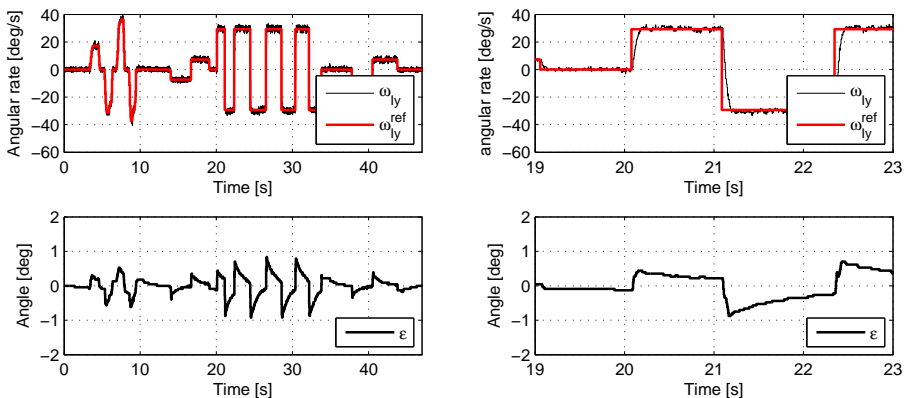 Angular rate [deg/s]
40
20
0
−20
−40
−60
0 10 20 30 40
Time [s]
ω_ly
ω_ly^ref
angular rate [deg/s]
40
20
0
−20
−40
−60
19 20 21 22 23
Time [s]
ω_ly
ω_ly^ref
Angle [deg]
2
1
0
−1
−2
0 10 20 30 40
Time [s]
ε
Angle [deg]
2
1
0
−1
−2
19 20 21 22 23
Time [s]
ε